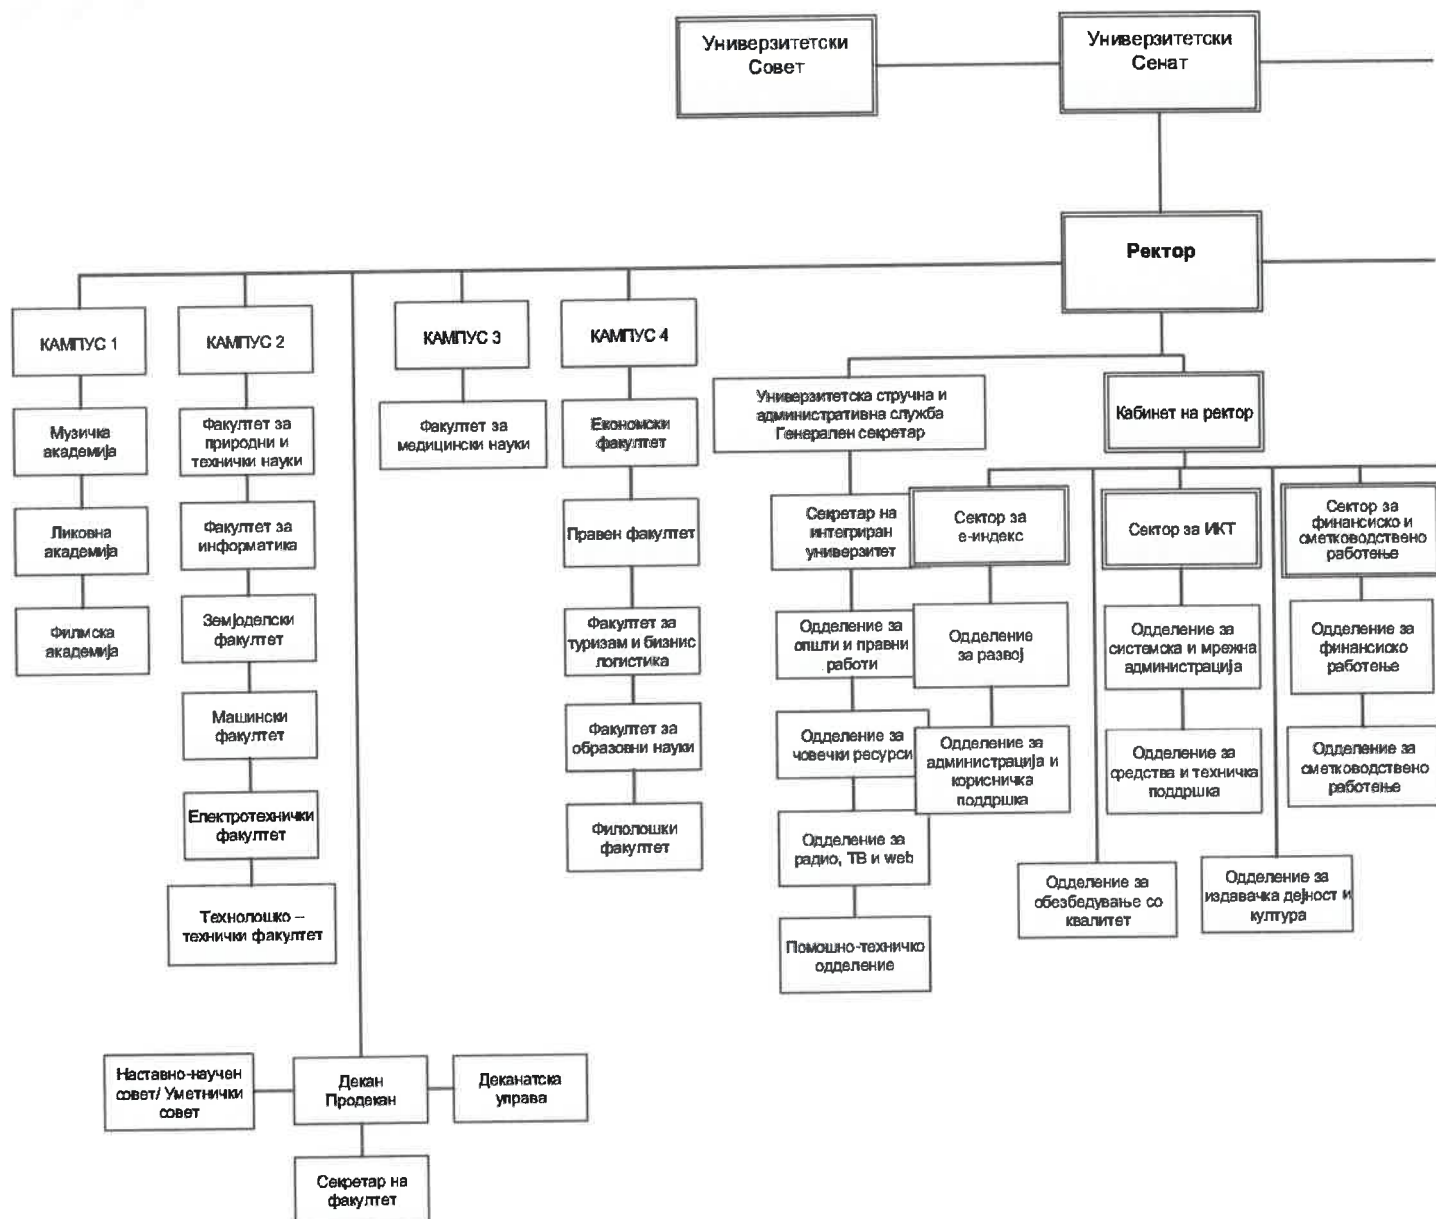 Универзитетски
Совет
Универзитетски
Сенат
Ректор
КАМПУС 1
КАМПУС 2
КАМПУС 3
КАМПУС 4
Музичка
академија
Ликовна
академија
Филмска
академија
Факултет за
природни и
технички науки
Факултет за
информатика
Земјоделски
факултет
Машински
факултет
Електротехнички
факултет
Технолошко –
технички факултет
Факултет за
медицински науки
Економски
факултет
Правен факултет
Факултет за
туризам и бизнис
логистика
Факултет за
образовни науки
Филолошки
факултет
Универзитетска стручна и
административна служба
Генерален секретар
Кабинет на ректор
Секретар на
интегриран
универзитет
Одделение за
општи и правни
работи
Одделение за
човечки ресурси
Одделение за
радио, ТВ и web
Помошно-техничко
одделение
Сектор за
е-индекс
Одделение
за развој
Одделение за
администрација и
корисничка
поддршка
Сектор за ИКТ
Одделение за
системска и мрежна
администрација
Одделение за
средства и техничка
поддршка
Сектор за
финансиско и
сметководствено
работење
Одделение за
финансиско
работење
Одделение за
сметководствено
работење
Одделение за
обезбедување со
квалитет
Одделение за
издавачка дејност и
култура
Наставно-научен
совет/ Уметнички
совет
Декан
Продекан
Деканатска
управа
Секретар на
факултет